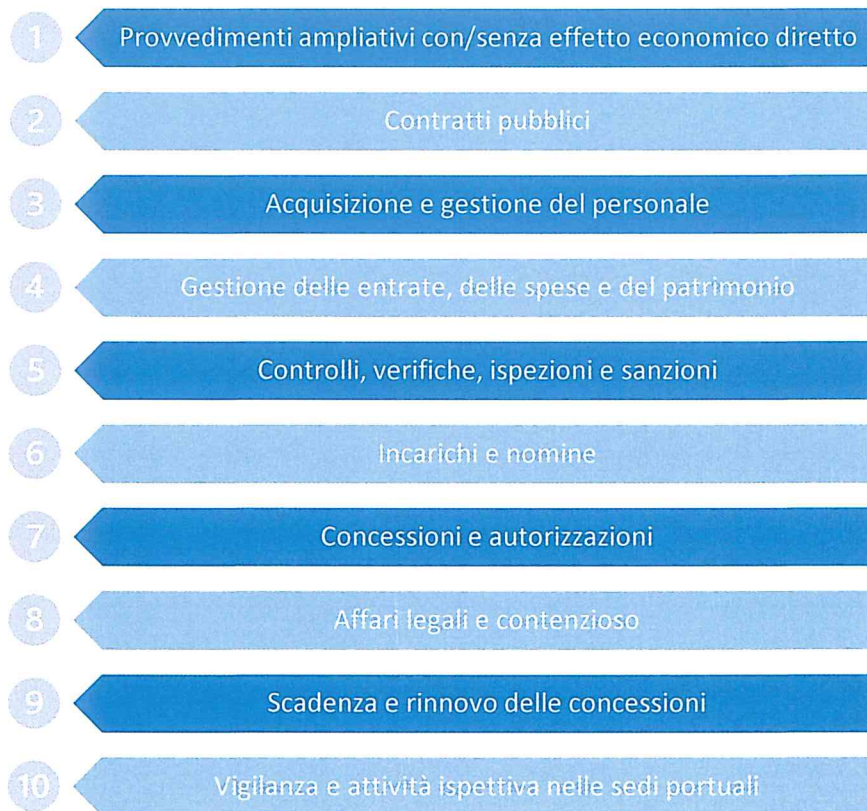 1 Provvedimenti ampliativi con/senza effetto economico diretto
2 Contratti pubblici
3 Acquisizione e gestione del personale
4 Gestione delle entrate, delle spese e del patrimonio
5 Controlli, verifiche, ispezioni e sanzioni
6 Incarichi e nomine
7 Concessioni e autorizzazioni
8 Affari legali e contenzioso
9 Scadenza e rinnovo delle concessioni
10 Vigilanza e attività ispettiva nelle sedi portuali